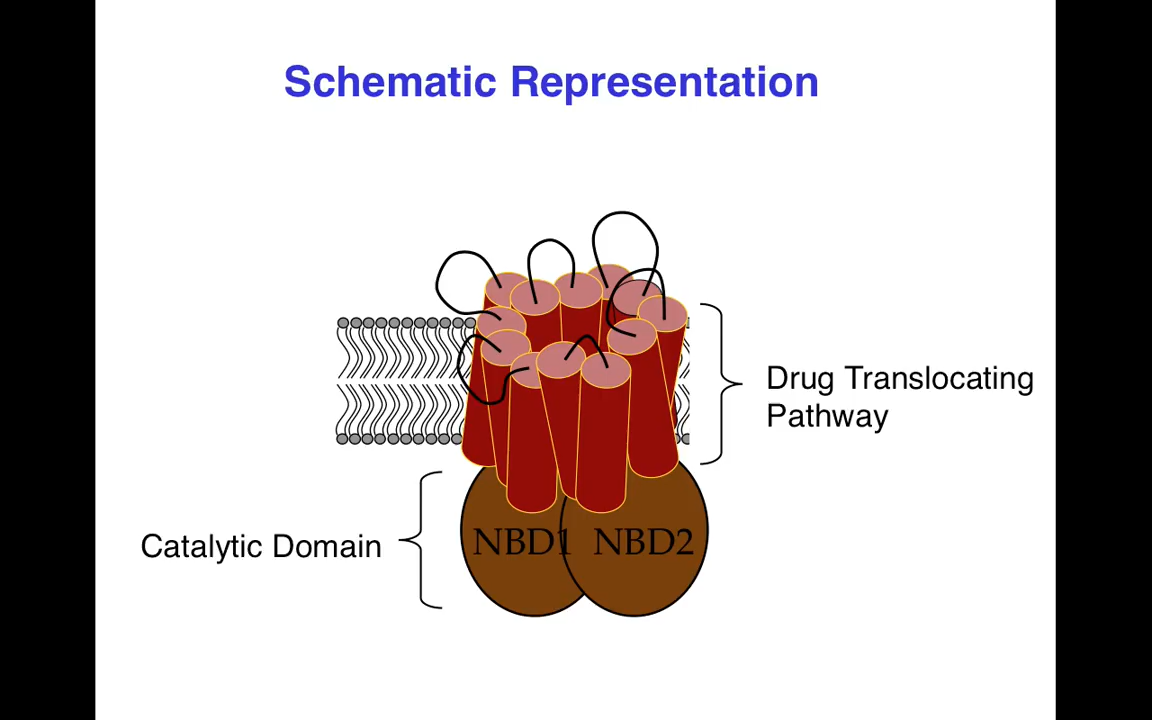 Schematic Representation
Drug Translocating
Pathway
Catalytic Domain
NBD1 NBD2